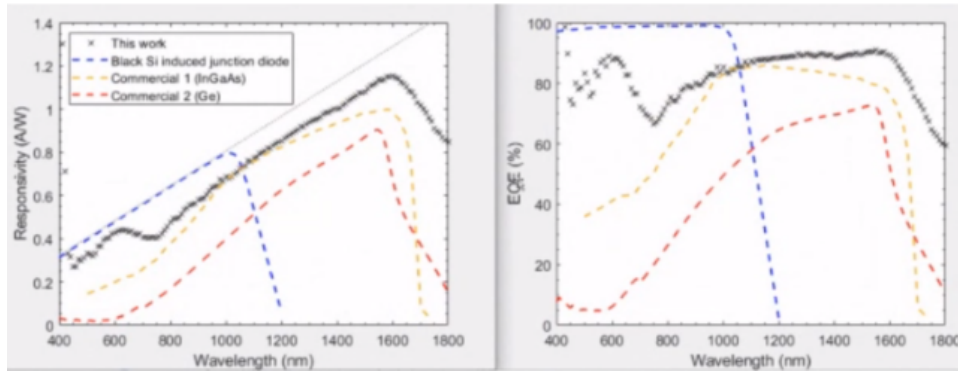 1.4
1.2
1
0.8
0.6
0.4
0.2
0
Responsivity (A/W)
This work
Black Si induced junction diode
Commercial 1 (InGaAs)
Commercial 2 (Ge)
400 600 800 1000 1200 1400 1600 1800
Wavelength (nm)
100
80
60
40
20
0
EQE (%)
400 600 800 1000 1200 1400 1600 1800
Wavelength (nm)